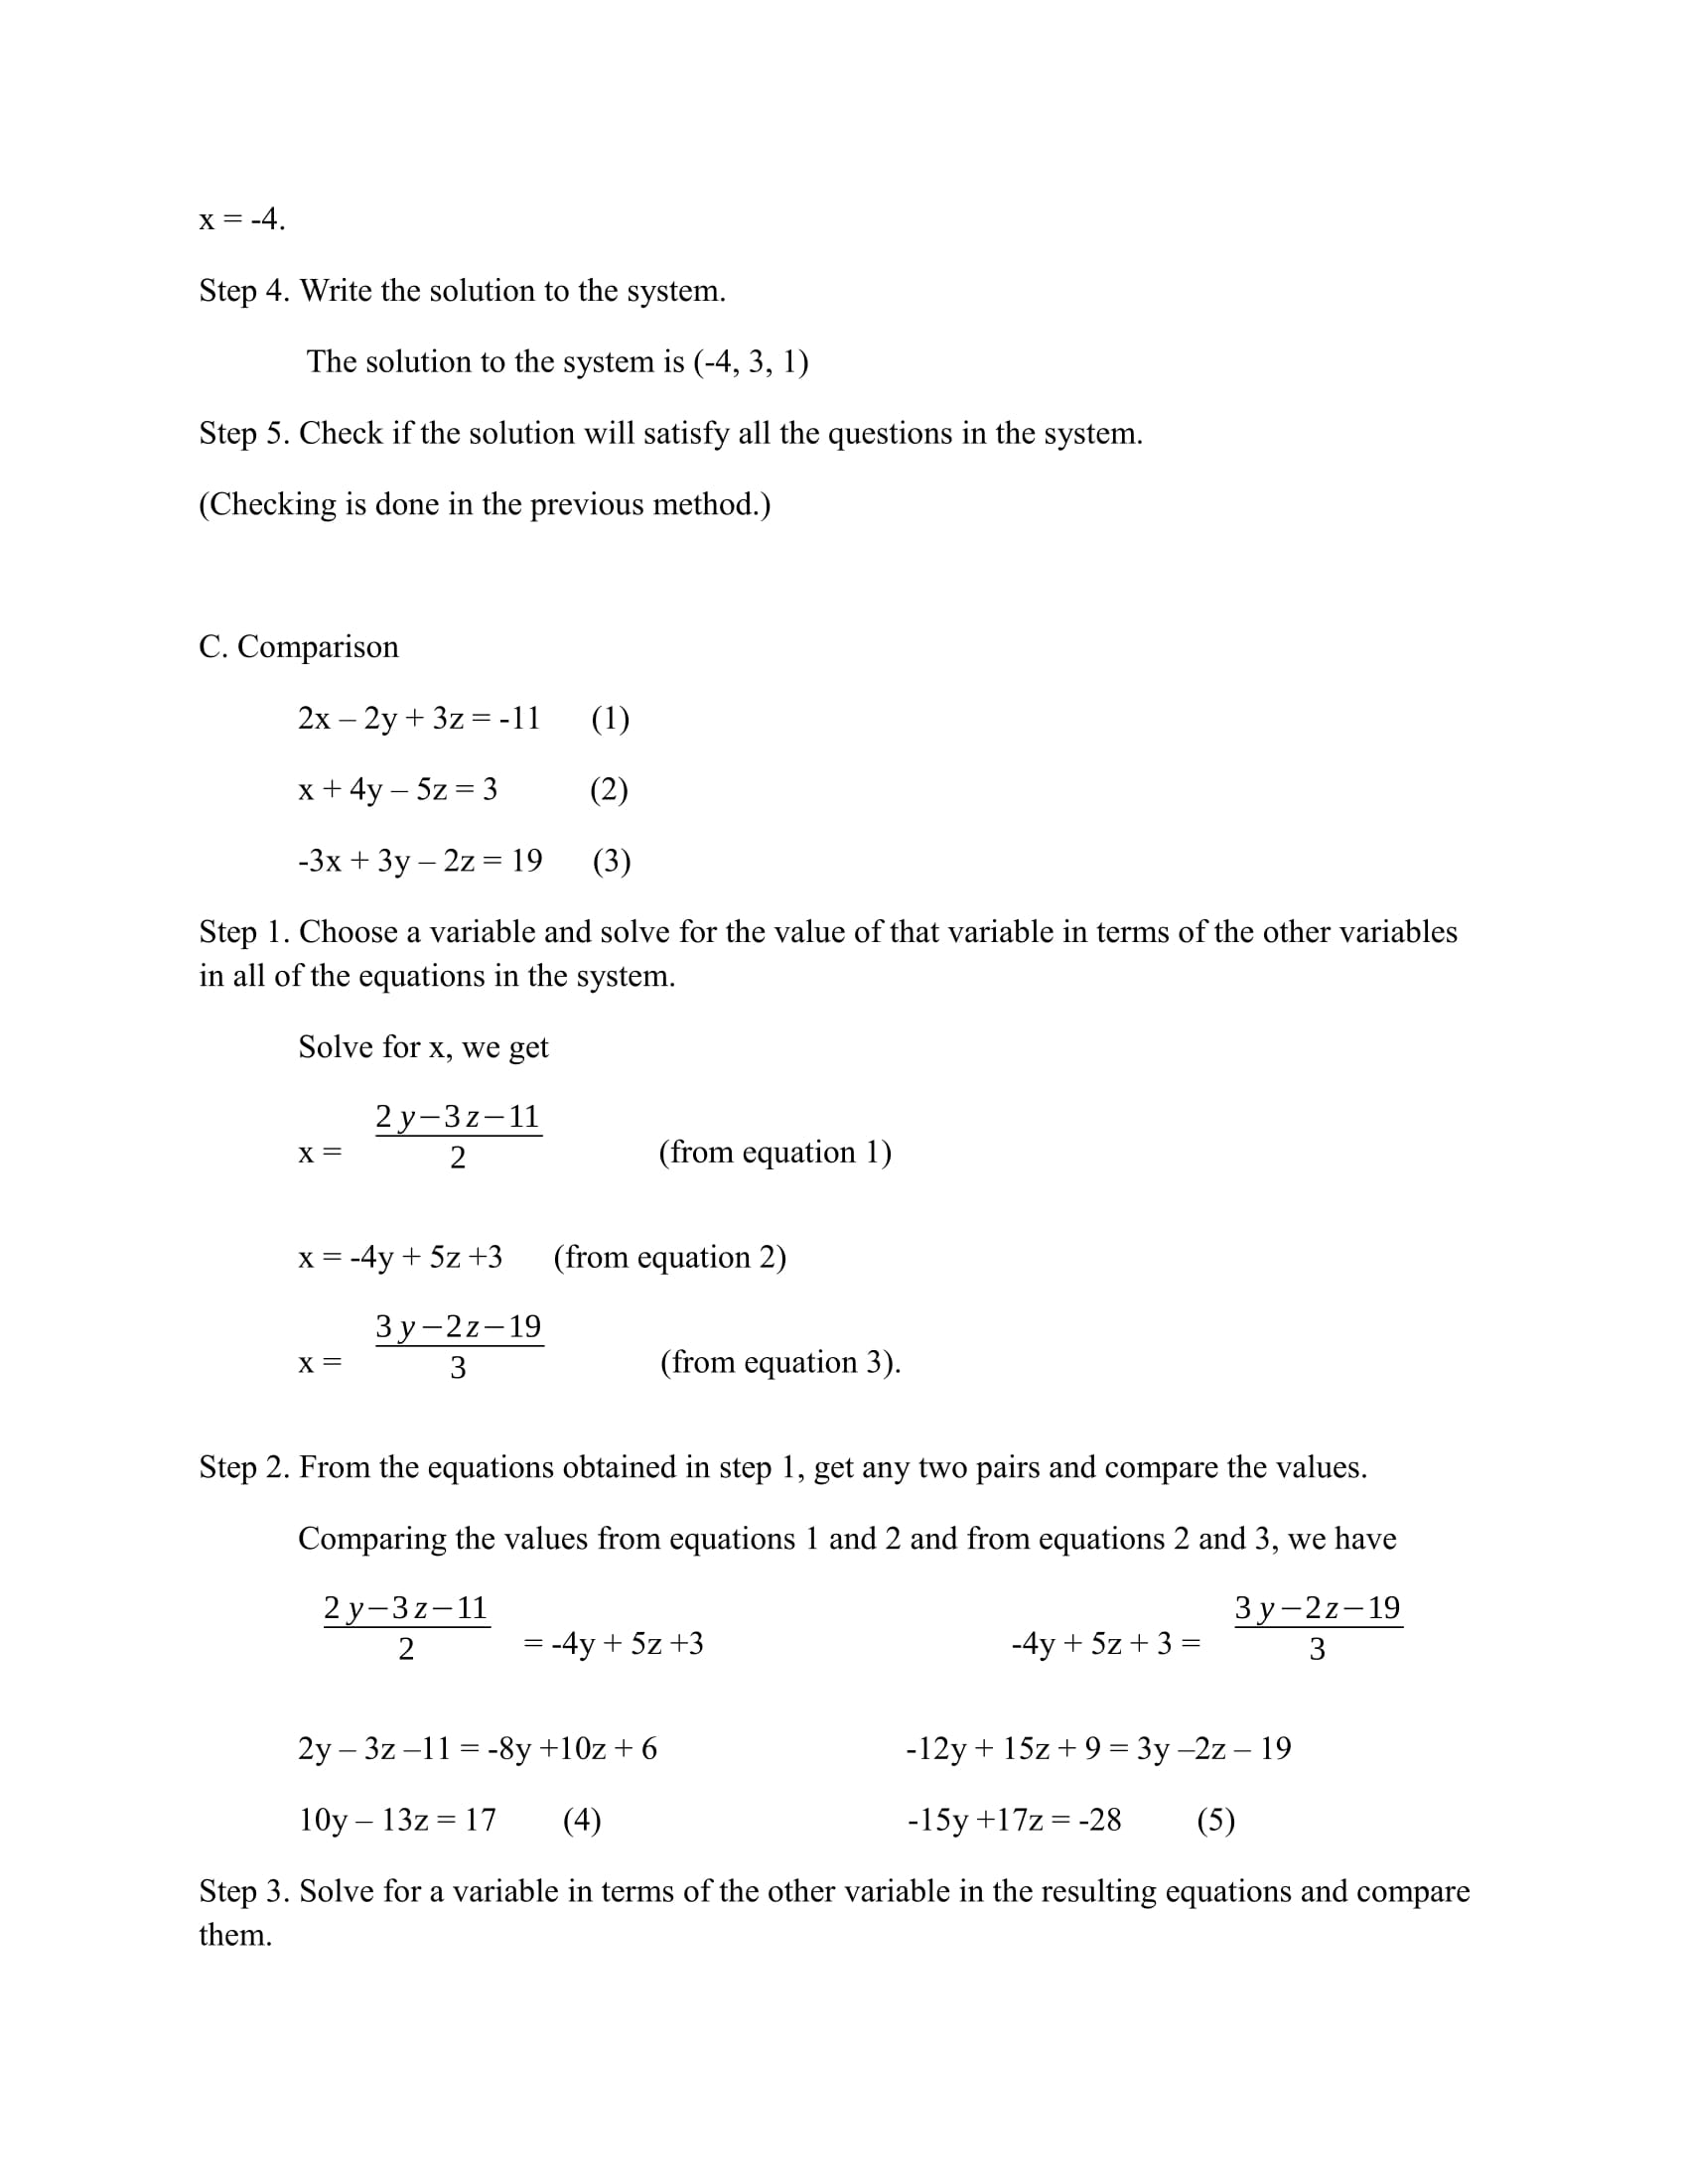 x = -4.
Step 4. Write the solution to the system.
The solution to the system is (-4, 3, 1)
Step 5. Check if the solution will satisfy all the questions in the system.
(Checking is done in the previous method.)
C. Comparison
2x – 2y + 3z = -11 (1)
x + 4y – 5z = 3 (2)
-3x + 3y – 2z = 19 (3)
Step 1. Choose a variable and solve for the value of that variable in terms of the other variables
in all of the equations in the system.
Solve for x, we get
x = (2y−3z−11)/2 (from equation 1)
x = -4y + 5z +3 (from equation 2)
x = (3y−2z−19)/3 (from equation 3).
Step 2. From the equations obtained in step 1, get any two pairs and compare the values.
Comparing the values from equations 1 and 2 and from equations 2 and 3, we have
(2y−3z−11)/2 = -4y + 5z +3 -4y + 5z + 3 = (3y−2z−19)/3
2y – 3z –11 = -8y +10z + 6 -12y + 15z + 9 = 3y –2z – 19
10y – 13z = 17 (4) -15y +17z = -28 (5)
Step 3. Solve for a variable in terms of the other variable in the resulting equations and compare
them.